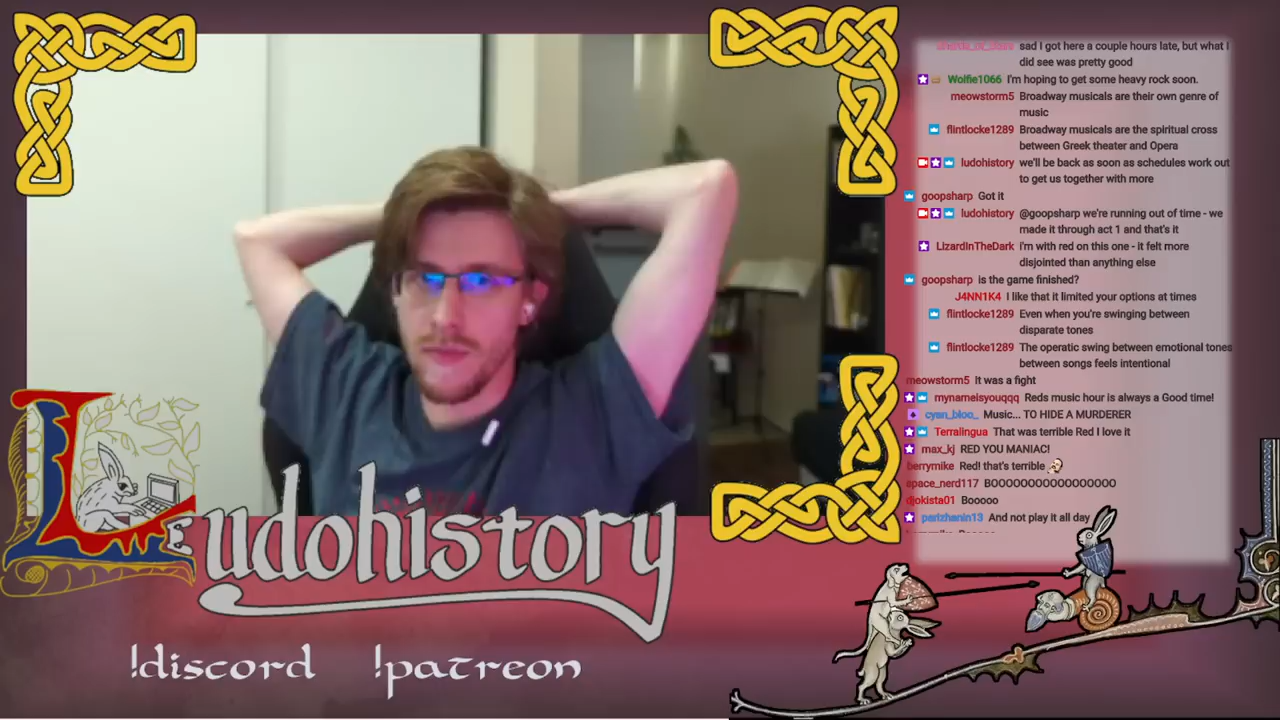 sad I got here a couple hours late, but what I
did see was pretty good
Wolfie1066 I'm hoping to get some heavy rock soon.
meowstorm5 Broadway musicals are their own genre of
music
flintlocke1289 Broadway musicals are the spiritual cross
between Greek theater and Opera
ludohistory we'll be back as soon as schedules work out
to get us together with more
goopsharp Got it
ludohistory @goopsharp we're running out of time - we
made it through act 1 and that's it
LizardInTheDark i'm with red on this one - it felt more
disjointed than anything else
goopsharp is the game finished?
J4NN1K4 I like that it limited your options at times
flintlocke1289 Even when you're swinging between
disparate tones
flintlocke1289 The operatic swing between emotional tones
between songs feels intentional
meowstorm5 It was a fight
mynameisyouqqq Reds music hour is always a Good time!
cyan_bloo_ Music... TO HIDE A MURDERER
Terralingua That was terrible Red I love it
max_kj RED YOU MANIAC!
berrymike Red! that's terrible
space_nerd117 BOOOOOOOOOOOOOOOOO
djokista01 Booooo
parizhanin13 And not play it all day
Ludohistory
!discord !patreon